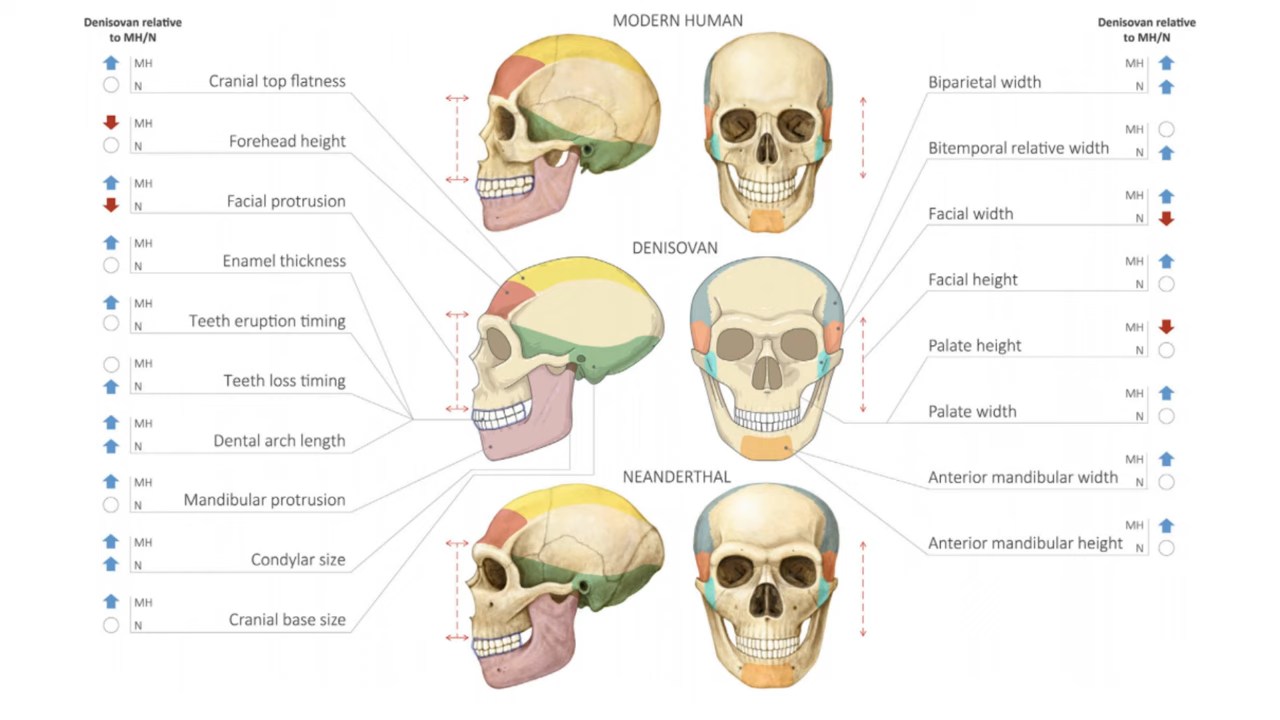 Denisovan relative
to MH/N
MH
N
Cranial top flatness
MH
N
Forehead height
MH
N
Facial protrusion
MH
N
Enamel thickness
MH
N
Teeth eruption timing
MH
N
Teeth loss timing
MH
N
Dental arch length
MH
N
Mandibular protrusion
MH
N
Condylar size
MH
N
Cranial base size
MODERN HUMAN
DENISOVAN
NEANDERTHAL
Denisovan relative
to MH/N
Biparietal width
MH
N
Bitemporal relative width
MH
N
Facial width
MH
N
Facial height
MH
N
Palate height
MH
N
Palate width
MH
N
Anterior mandibular width
MH
N
Anterior mandibular height
MH
N